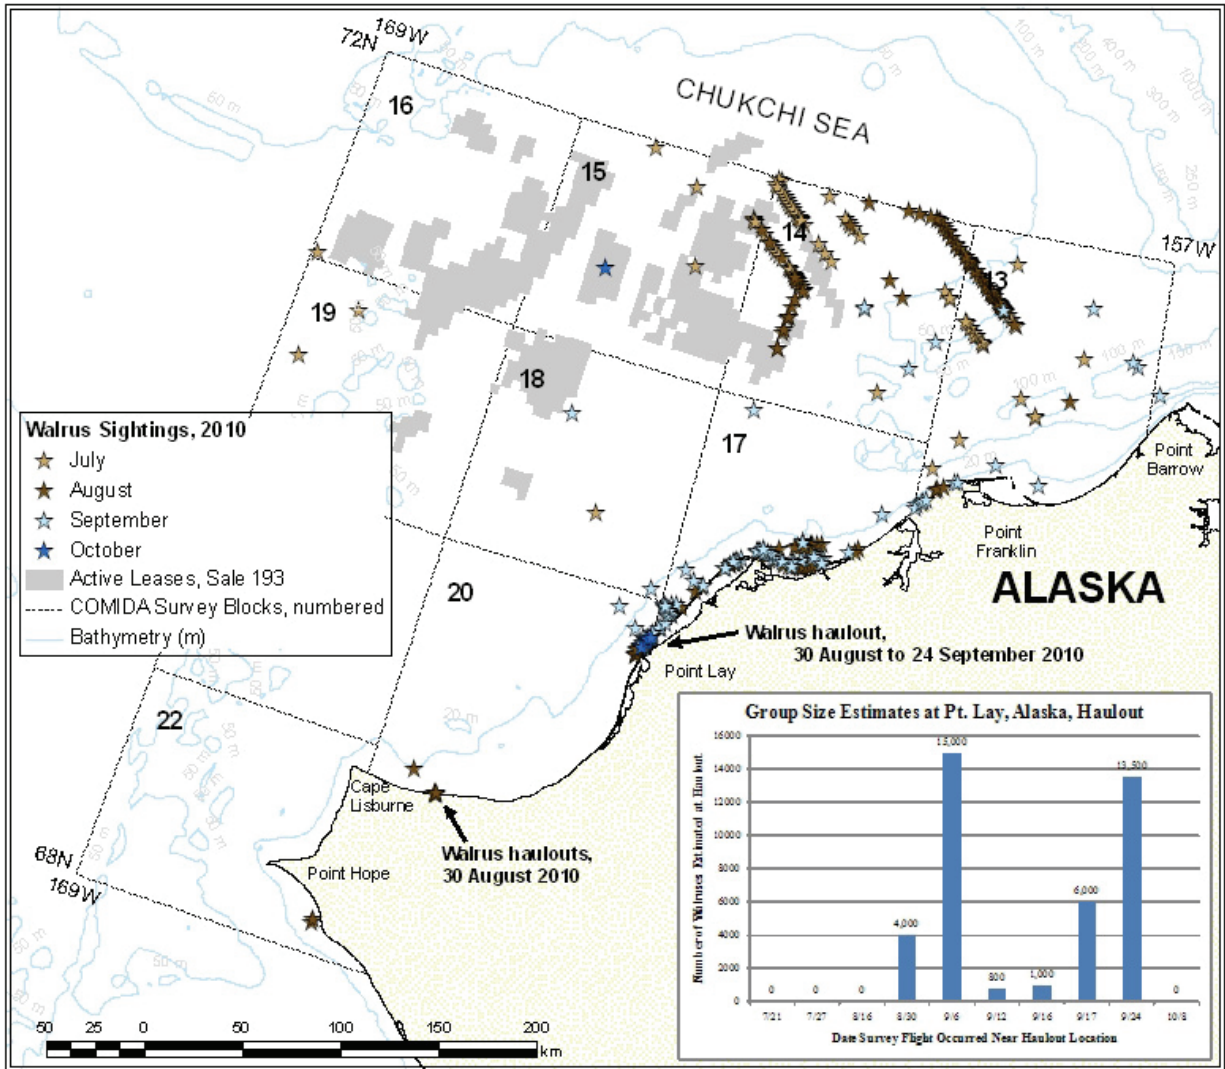 169W
72N
CHUKCHI SEA
16
15
14
13
157W
19
18
17
20
22
Walrus Sightings, 2010
July
August
September
October
Active Leases, Sale 193
COMIDA Survey Blocks, numbered
Bathymetry (m)
Point
Barrow
Point
Franklin
ALASKA
Walrus haulout,
30 August to 24 September 2010
Point Lay
Cape
Lisburne
Walrus haulouts,
30 August 2010
Point Hope
68N
169W
50 m
20 m
100 m
20 m
50 25 0 50 100 150 200
km
Group Size Estimates at Pt. Lay, Alaska, Haulout
Number of Walruses Estimated at Haulout
16000
14000
12000
10000
8000
6000
4000
2000
0
0 0 0 4,000 15,000 800 1,000 6,000 13,500 0
7/21 7/27 8/16 8/30 9/6 9/12 9/16 9/17 9/24 10/8
Date Survey Flight Occurred Near Haulout Location